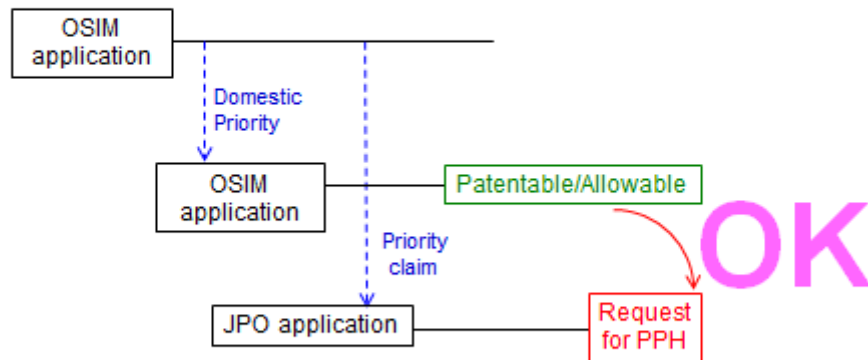 OSIM
application
Domestic
Priority
OSIM
application
Patentable/Allowable
OK
Priority
claim
JPO application
Request
for PPH